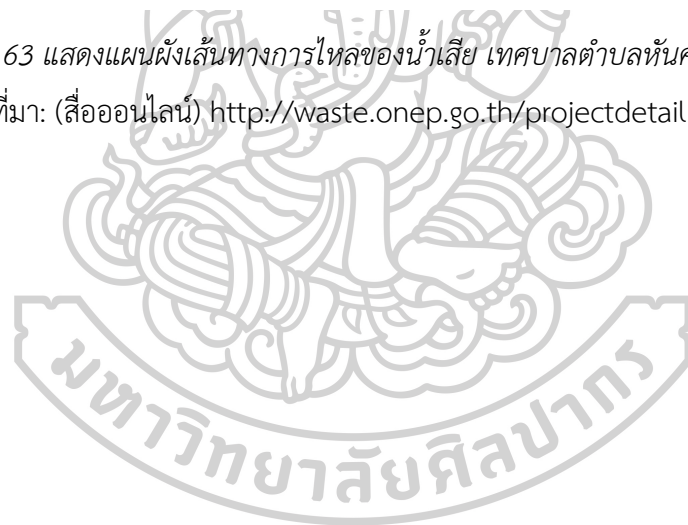 63 แสดงแผนผังเส้นทางการไหลของน้ำเสีย เทศบาลตำบลหันค
ที่มา: (สื่อออนไลน์) http://waste.onep.go.th/projectdetail
มหาวิทยาลัยศิลปากร